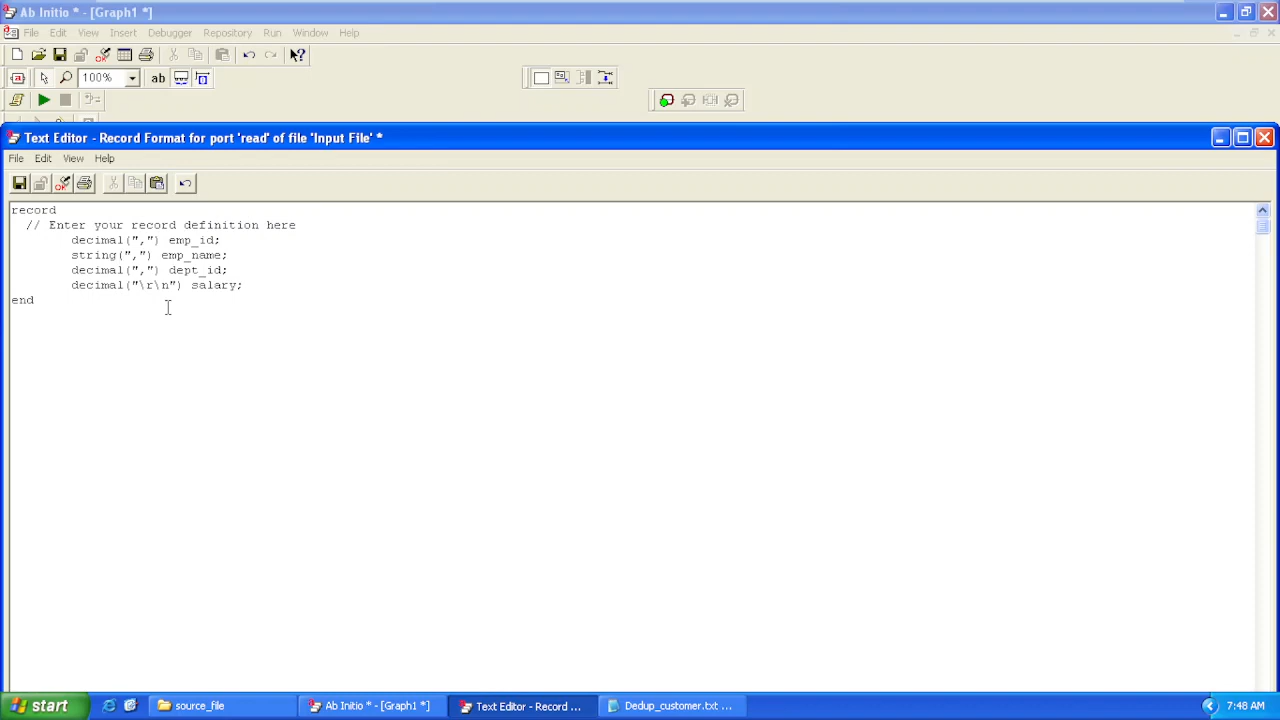 Ab Initio * - [Graph1 *]
File Edit View Insert Debugger Repository Run Window Help
100% ab
Text Editor - Record Format for port 'read' of file 'Input File' *
File Edit View Help
record
// Enter your record definition here
decimal(",") emp_id;
string(",") emp_name;
decimal(",") dept_id;
decimal("\r\n") salary;
end
start source_file Ab Initio * - [Graph1 *] Text Editor - Record ... Dedup_customer.txt ... 7:48 AM